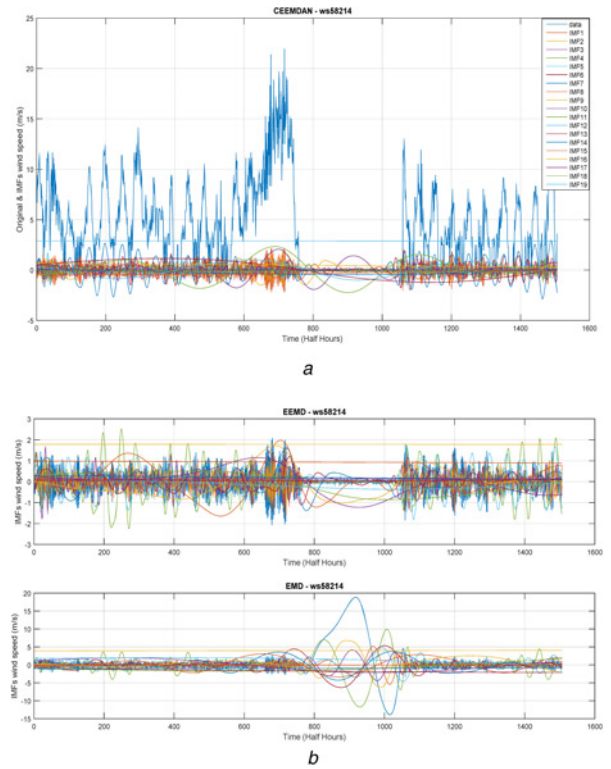 CEEMDAN - ws58214
Original & IMFs wind speed (m/s)
25
20
15
10
5
0
-5
0 200 400 600 800 1000 1200 1400 1600
Time (Half Hours)
data
IMF1
IMF2
IMF3
IMF4
IMF5
IMF6
IMF7
IMF8
IMF9
IMF10
IMF11
IMF12
IMF13
IMF14
IMF15
IMF16
IMF17
IMF18
IMF19
a
EEMD - ws58214
IMFs wind speed (m/s)
3
2
1
0
-1
-2
-3
0 200 400 600 800 1000 1200 1400 1600
Time (Half Hours)
EMD - ws58214
IMFs wind speed (m/s)
20
15
10
5
0
-5
-10
-15
0 200 400 600 800 1000 1200 1400 1600
Time (Half Hours)
b